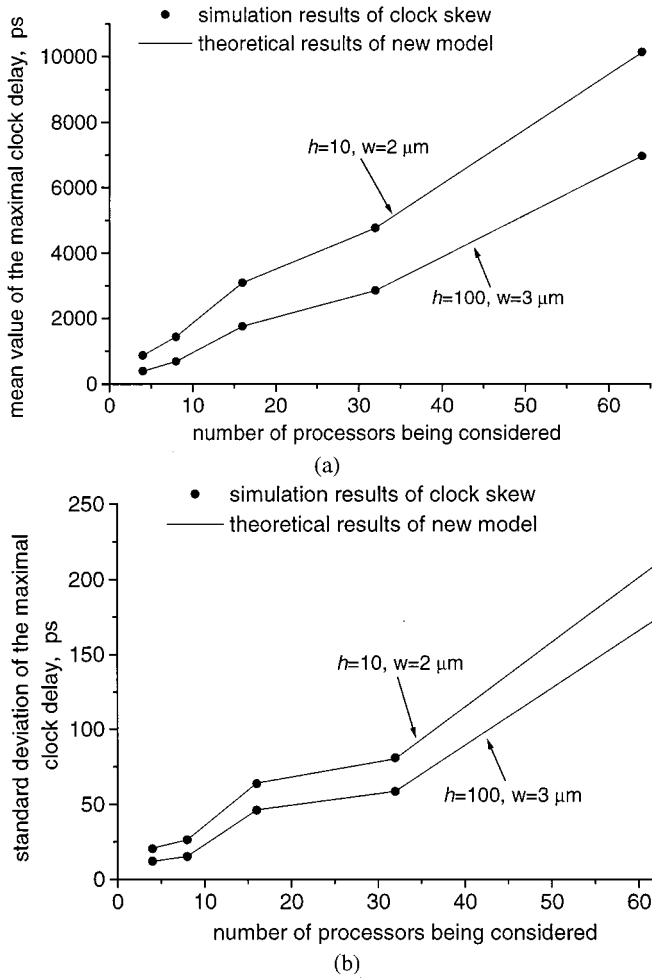 simulation results of clock skew
theoretical results of new model
mean value of the maximal clock delay, ps
10000
8000
6000
4000
2000
0
h=10, w=2 μm
h=100, w=3 μm
0 10 20 30 40 50 60
number of processors being considered
(a)
simulation results of clock skew
theoretical results of new model
standard deviation of the maximal
clock delay, ps
250
200
150
100
50
0
h=10, w=2 μm
h=100, w=3 μm
0 10 20 30 40 50 60
number of processors being considered
(b)